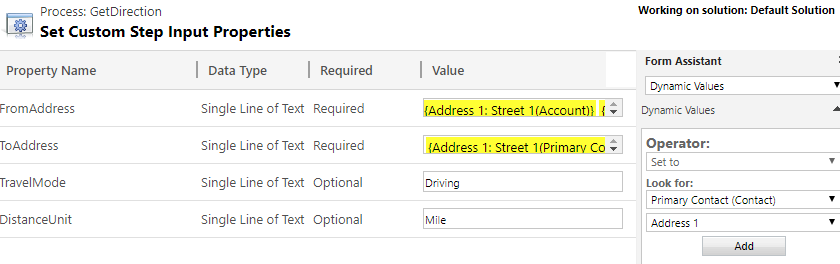 Process: GetDirection
Working on solution: Default Solution
Set Custom Step Input Properties
Property Name Data Type Required Value
FromAddress Single Line of Text Required {Address 1: Street 1(Account)} {
ToAddress Single Line of Text Required {Address 1: Street 1(Primary Co
TravelMode Single Line of Text Optional Driving
DistanceUnit Single Line of Text Optional Mile
Form Assistant
Dynamic Values
Dynamic Values
Operator:
Set to
Look for:
Primary Contact (Contact)
Address 1
Add